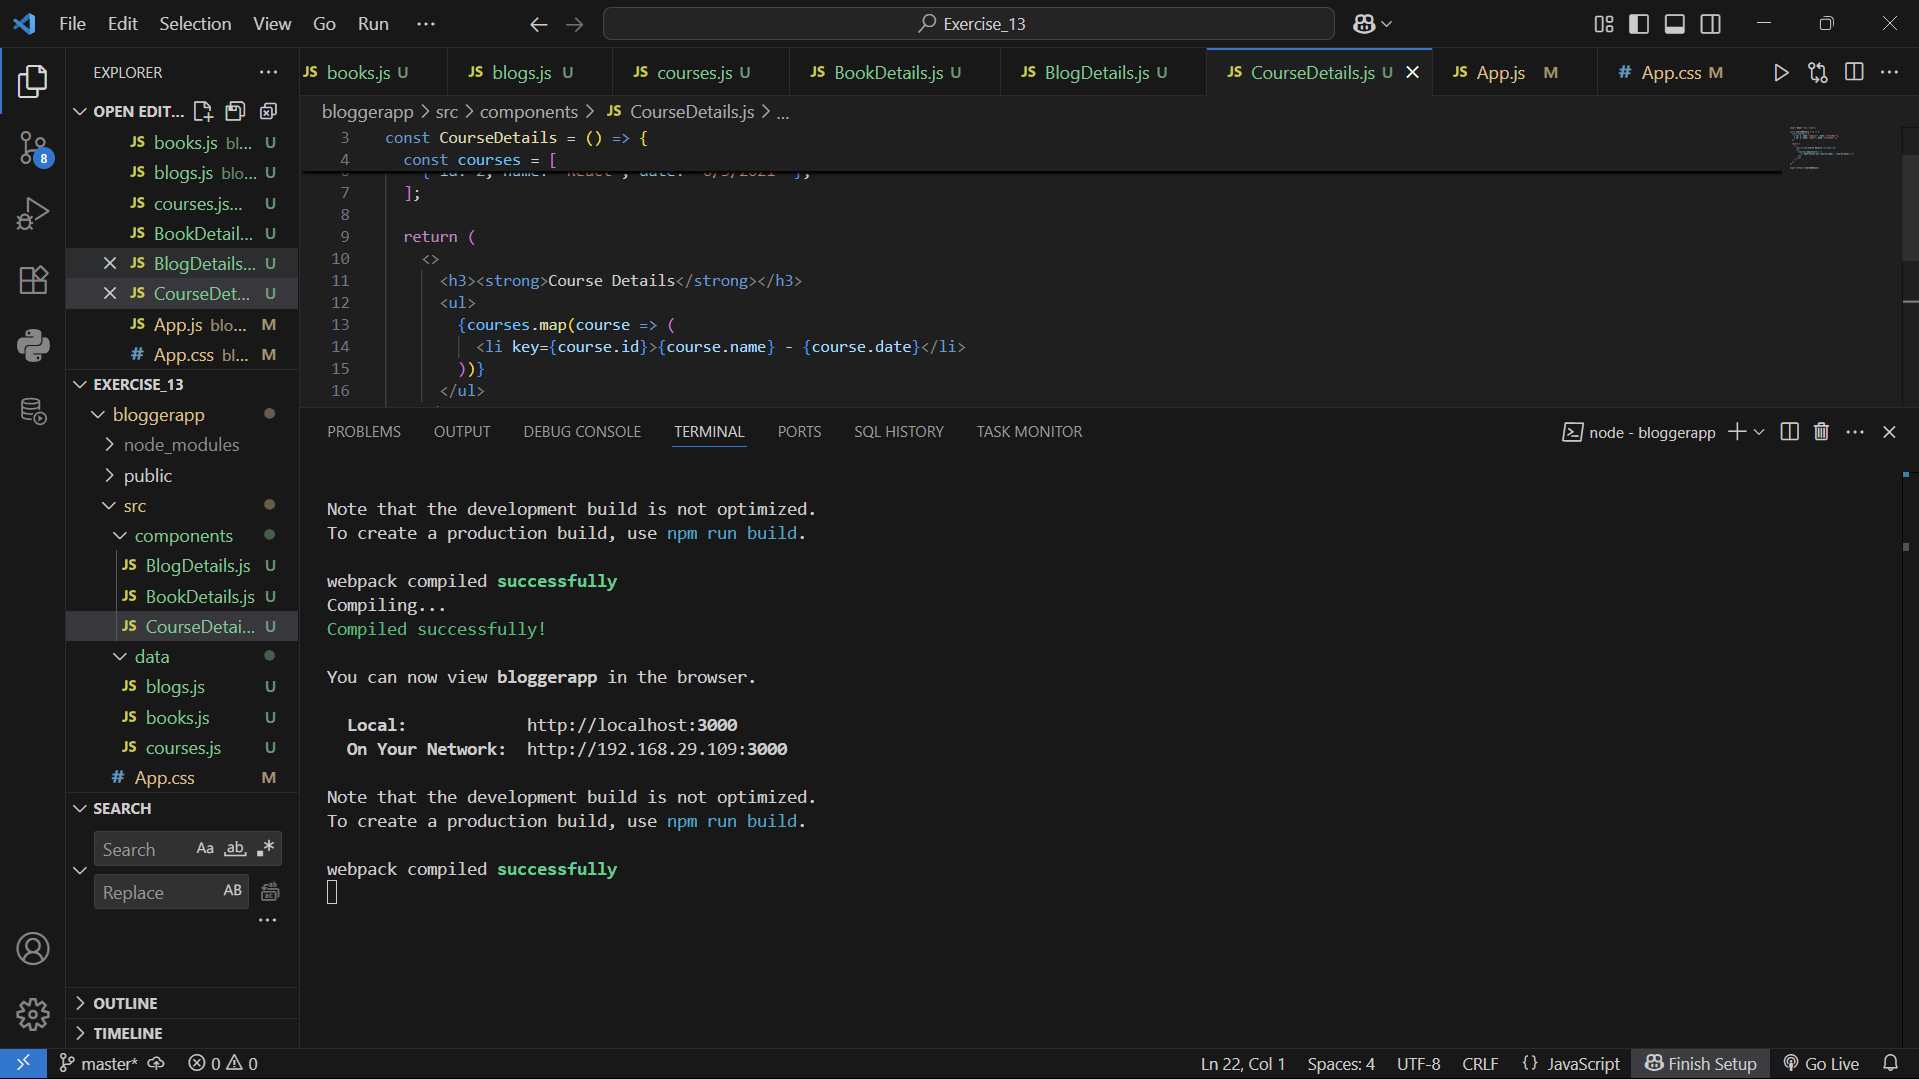 File Edit Selection View Go Run ···
Exercise_13
EXPLORER
OPEN EDIT...
JS books.js bl... U
JS blogs.js blo... U
JS courses.js... U
JS BookDetail... U
JS BlogDetails... U
JS CourseDet... U
JS App.js blo... M
# App.css bl... M
EXERCISE_13
bloggerapp
node_modules
public
src
components
JS BlogDetails.js U
JS BookDetails.js U
JS CourseDetai... U
data
JS blogs.js U
JS books.js U
JS courses.js U
# App.css M
SEARCH
Search Aa ab
Replace AB
OUTLINE
TIMELINE
JS books.js U JS blogs.js U JS courses.js U JS BookDetails.js U JS BlogDetails.js U JS CourseDetails.js U JS App.js M # App.css M
bloggerapp > src > components > JS CourseDetails.js > ...
3 const CourseDetails = () => {
4 const courses = [
7 ];
8
9 return (
10 <>
11 <h3><strong>Course Details</strong></h3>
12 <ul>
13 {courses.map(course => (
14 <li key={course.id}>{course.name} - {course.date}</li>
15 ))}
16 </ul>
PROBLEMS OUTPUT DEBUG CONSOLE TERMINAL PORTS SQL HISTORY TASK MONITOR
node - bloggerapp
Note that the development build is not optimized.
To create a production build, use npm run build.
webpack compiled successfully
Compiling...
Compiled successfully!
You can now view bloggerapp in the browser.
Local: http://localhost:3000
On Your Network: http://192.168.29.109:3000
Note that the development build is not optimized.
To create a production build, use npm run build.
webpack compiled successfully
8
master* 0 0
Ln 22, Col 1 Spaces: 4 UTF-8 CRLF {} JavaScript Finish Setup Go Live